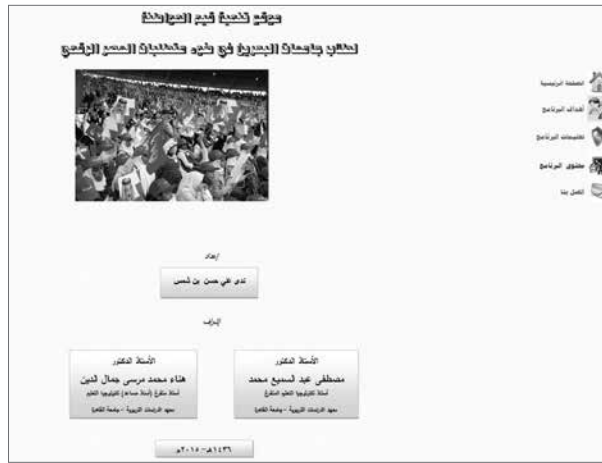 موقع تنمية قيم المواطنة
لطلاب جامعات البحرين في ضوء متطلبات العصر الرقمي
الصفحة الرئيسية
أهداف البرنامج
تعليمات البرنامج
محتوى البرنامج
اتصل بنا
إعداد
ندى علي حسن بن شمس
إشراف
الأستاذ الدكتور
مصطفى عبد السميع محمد
أستاذ تكنولوجيا التعليم المتفرغ
معهد الدراسات التربوية - جامعة القاهرة
الأستاذ الدكتور
هناء محمد مرسى جمال الدين
أستاذ متفرغ (أستاذ مساعد) تكنولوجيا التعليم
معهد الدراسات التربوية - جامعة القاهرة
١٤٣٦هـ-٢٠١٥م